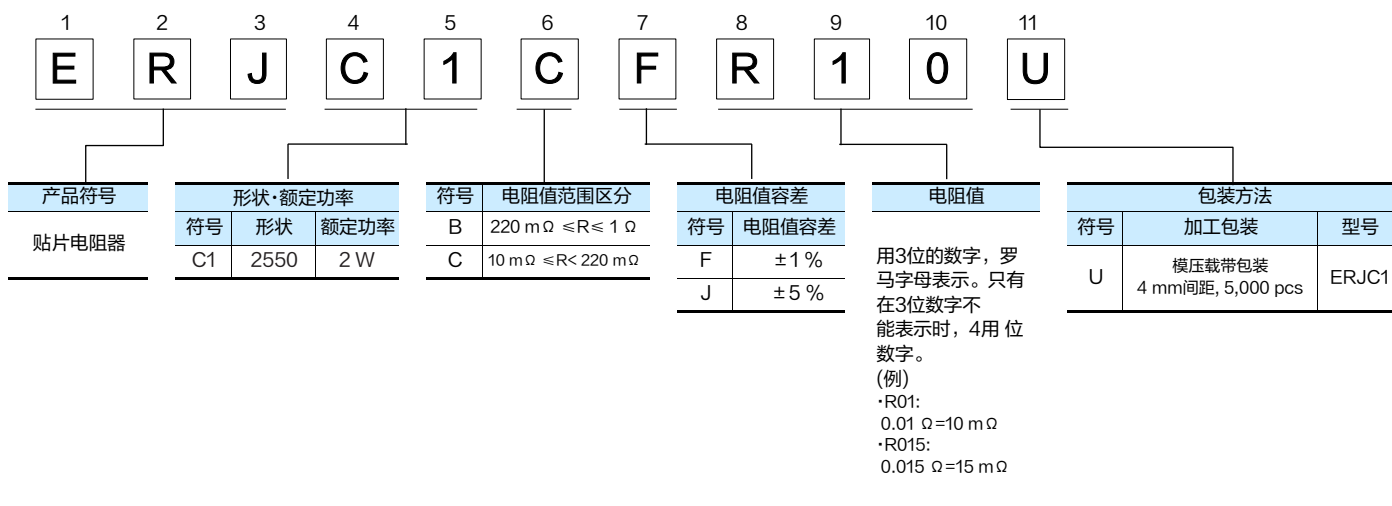 1 2 3 4 5 6 7 8 9 10 11
E R J C 1 C F R 1 0 U
产品符号
贴片电阻器
形状·额定功率
符号 形状 额定功率
C1 2550 2 W
符号 电阻值范围区分
B 220 mΩ ≤R≤ 1 Ω
C 10 mΩ ≤R< 220 mΩ
电阻值容差
符号 电阻值容差
F ±1 %
J ±5 %
电阻值
用3位的数字，罗
马字母表示。只有
在3位数字不
能表示时，4用 位
数字。
(例)
·R01:
0.01 Ω=10 mΩ
·R015:
0.015 Ω=15 mΩ
包装方法
符号 加工包装 型号
U 模压载带包装 ERJC1
4 mm间距, 5,000 pcs